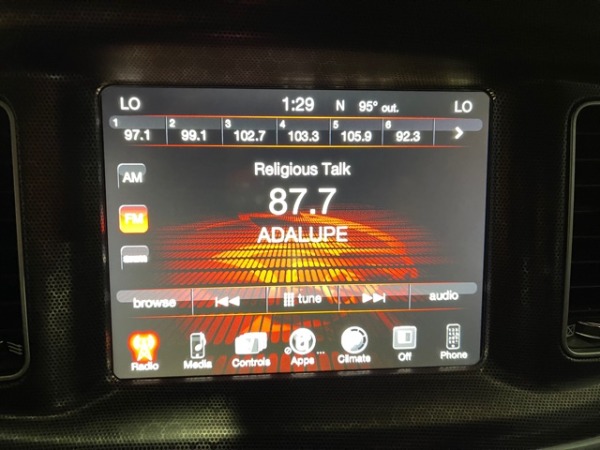 LO 1:29 N 95° out. LO
1 97.1 2 99.1 3 102.7 4 103.3 5 105.9 6 92.3
Religious Talk
AM
87.7
FM
ADALUPE
browse tune audio
Radio Media Controls Apps Climate Off Phone